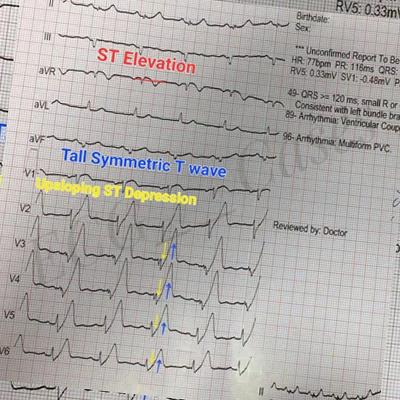 II
RV5: 0.33mV
Birthdate:
Sex:
III
*** Unconfirmed Report To Be
HR: 77bpm PR: 116ms QRS:
RV5: 0.33mV SV1: -0.48mV P
ST Elevation
aVR
49- QRS >= 120 ms, small R or
Consistent with left bundle bra
89- Arrhythmia: Ventricular Coup
aVL
96- Arrhythmia: Multiform PVC.
aVF
Tall Symmetric T wave
V1
Upsloping ST Depression
V2
Reviewed by: Doctor
V3
V4
V5
V6
II